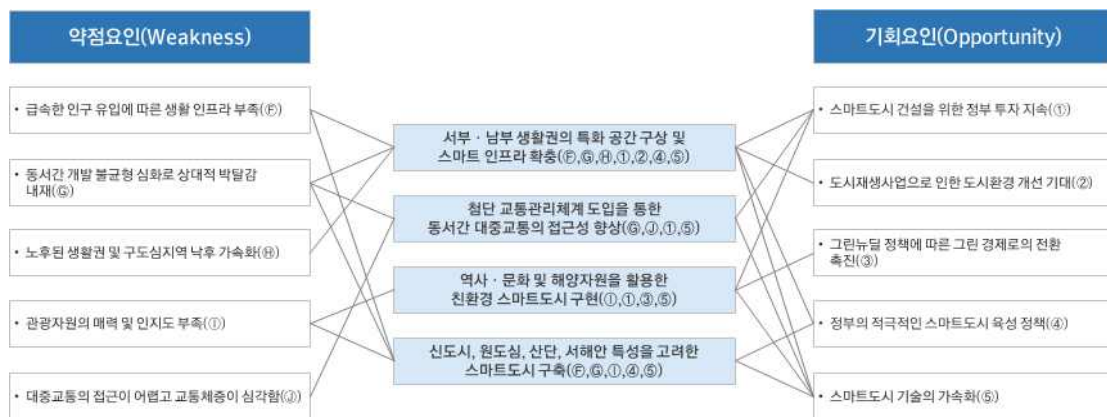 약점요인(Weakness)
• 급속한 인구 유입에 따른 생활 인프라 부족(Ⓕ)
• 동서간 개발 불균형 심화로 상대적 박탈감
내재(Ⓖ)
• 노후된 생활권 및 구도심지역 낙후 가속화(Ⓗ)
• 관광자원의 매력 및 인지도 부족(Ⓘ)
• 대중교통의 접근이 어렵고 교통체증이 심각함(Ⓙ)
서부 · 남부 생활권의 특화 공간 구상 및
스마트 인프라 확충(Ⓕ,Ⓖ,Ⓗ,①,②,④,⑤)
첨단 교통관리체계 도입을 통한
동서간 대중교통의 접근성 향상(Ⓖ,Ⓙ,①,⑤)
역사 · 문화 및 해양자원을 활용한
친환경 스마트도시 구현(Ⓘ,①,③,⑤)
신도시, 원도심, 산단, 서해안 특성을 고려한
스마트도시 구축(Ⓕ,Ⓖ,Ⓘ,④,⑤)
기회요인(Opportunity)
• 스마트도시 건설을 위한 정부 투자 지속(①)
• 도시재생사업으로 인한 도시환경 개선 기대(②)
• 그린뉴딜 정책에 따른 그린 경제로의 전환
촉진(③)
• 정부의 적극적인 스마트도시 육성 정책(④)
• 스마트도시 기술의 가속화(⑤)